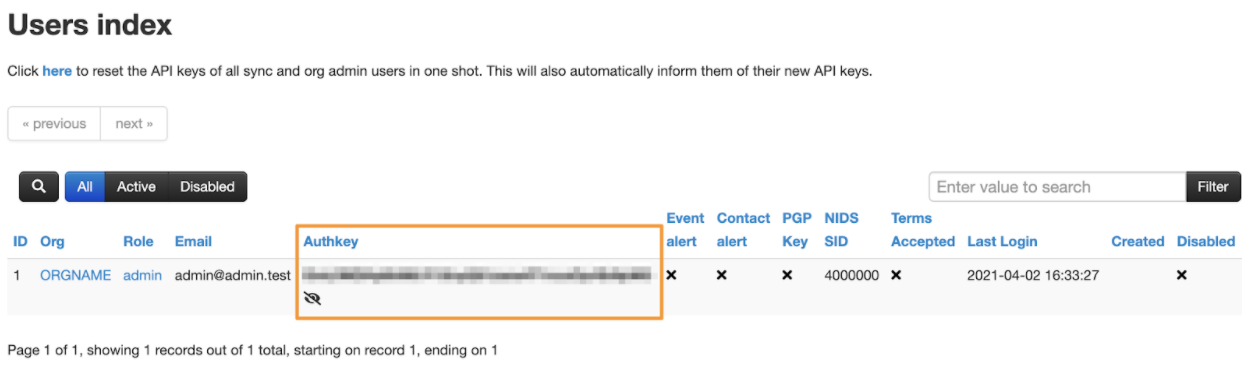 Users index
Click here to reset the API keys of all sync and org admin users in one shot. This will also automatically inform them of their new API keys.
« previous next »
All Active Disabled Enter value to search Filter
ID Org Role Email Authkey Event alert Contact alert PGP Key NIDS SID Terms Accepted Last Login Created Disabled
1 ORGNAME admin admin@admin.test 4000000 2021-04-02 16:33:27
Page 1 of 1, showing 1 records out of 1 total, starting on record 1, ending on 1